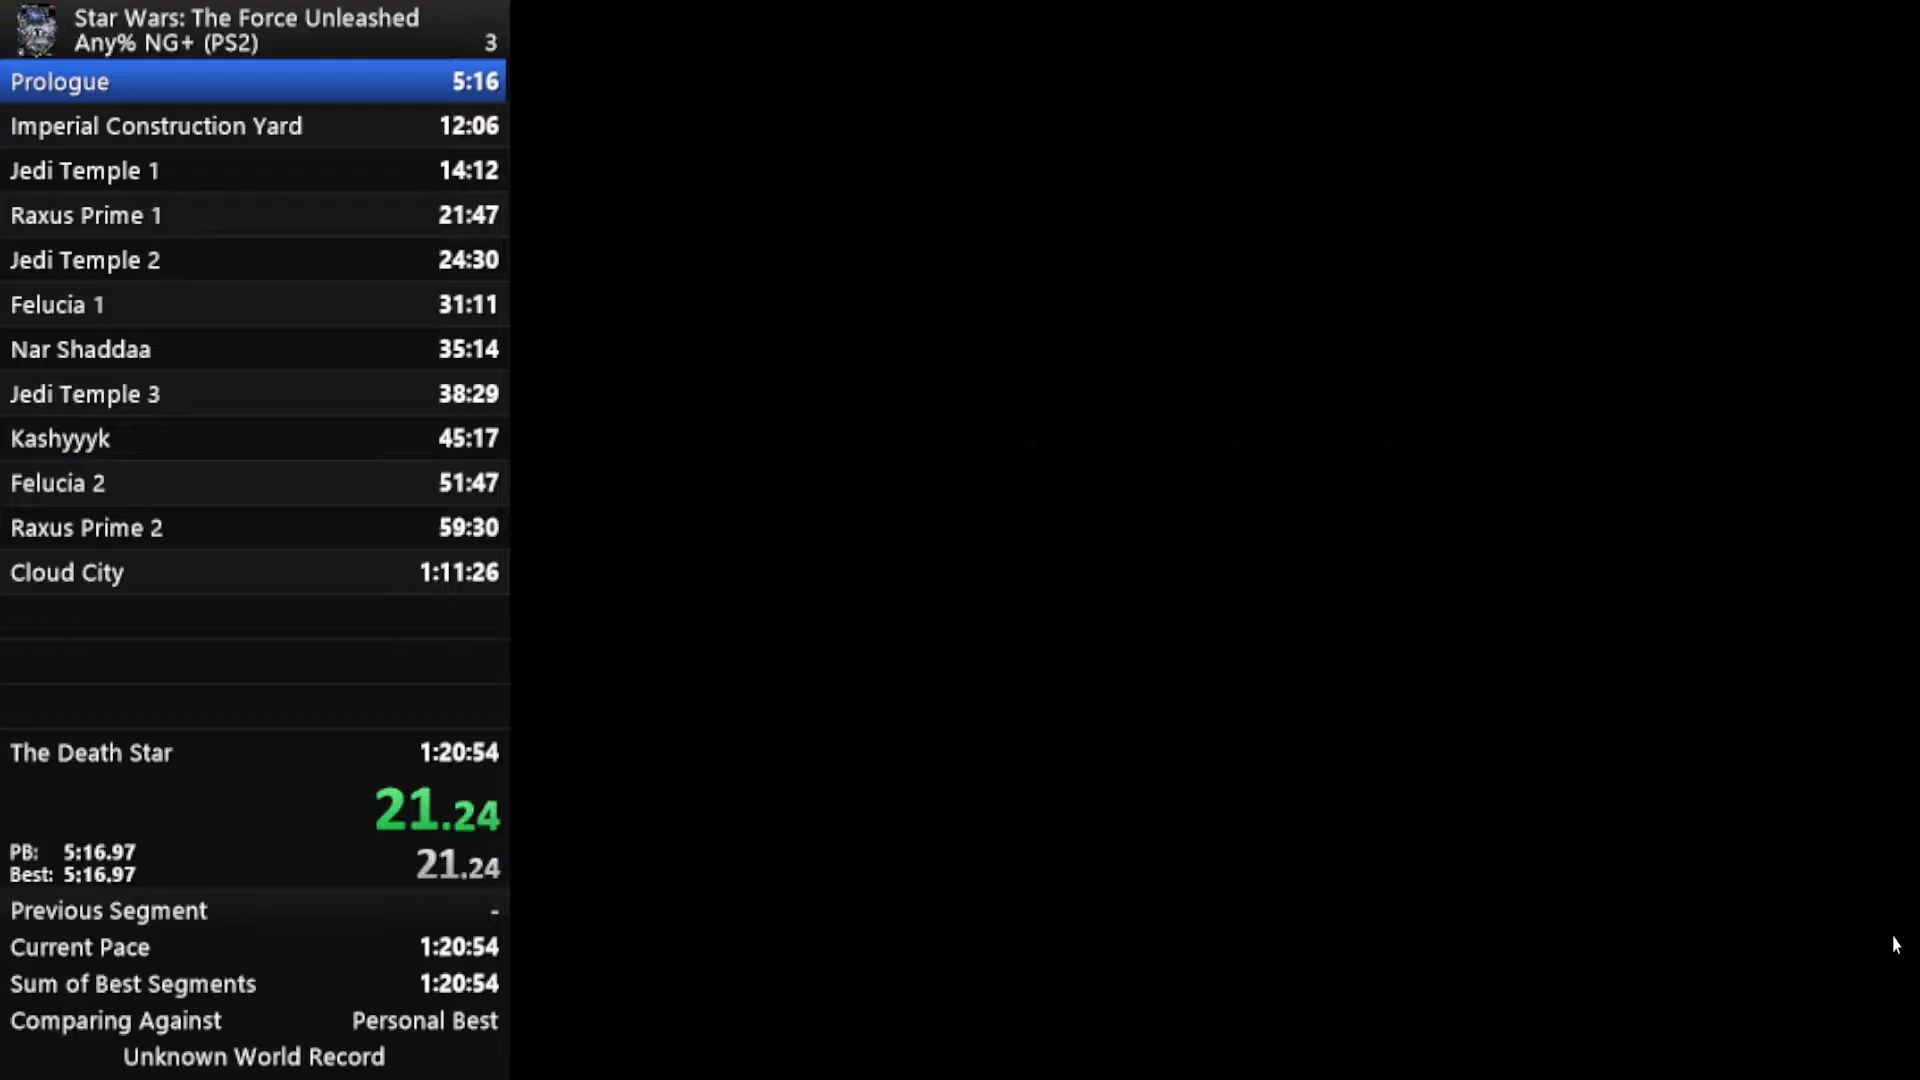 Star Wars: The Force Unleashed
Any% NG+ (PS2) 3
Prologue 5:16
Imperial Construction Yard 12:06
Jedi Temple 1 14:12
Raxus Prime 1 21:47
Jedi Temple 2 24:30
Felucia 1 31:11
Nar Shaddaa 35:14
Jedi Temple 3 38:29
Kashyyyk 45:17
Felucia 2 51:47
Raxus Prime 2 59:30
Cloud City 1:11:26
The Death Star 1:20:54
21.24
PB: 5:16.97
Best: 5:16.97
21.24
Previous Segment -
Current Pace 1:20:54
Sum of Best Segments 1:20:54
Comparing Against Personal Best
Unknown World Record